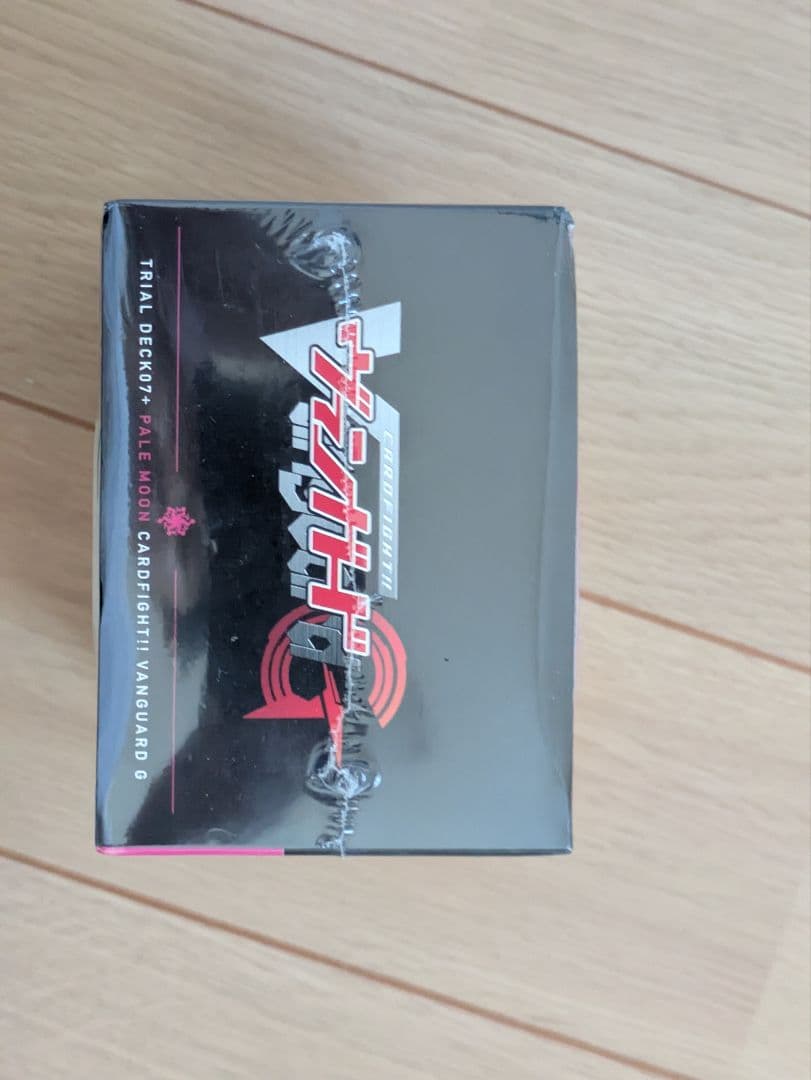 CARDFIGHT!!
ヴァンガード
G
TRIAL DECK07+ PALE MOON CARDFIGHT!! VANGUARD G